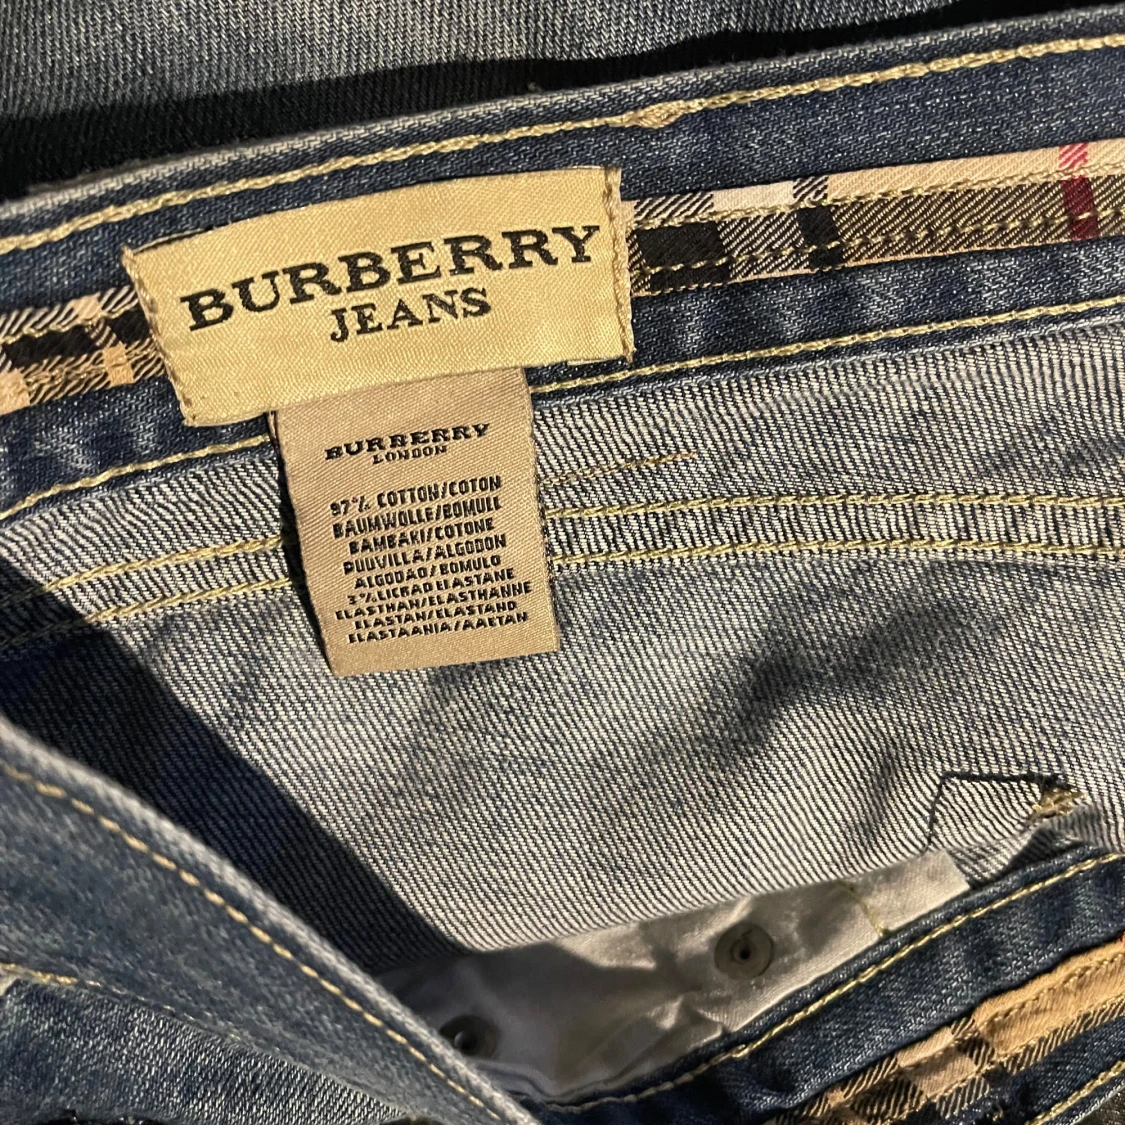 BURBERRY
JEANS
BURBERRY
LONDON
97% COTTON/COTON
BAUMWOLLE/BOMULL
BAMBAKI/COTONE
PUUVILLA/ALGODON
ALGODAO/BOMULD
3%LICRAD ELASTANE
ELASTHAN/ELASTHANNE
ELASTAN/ELASTAND
ELASTAANIA/AAETAN